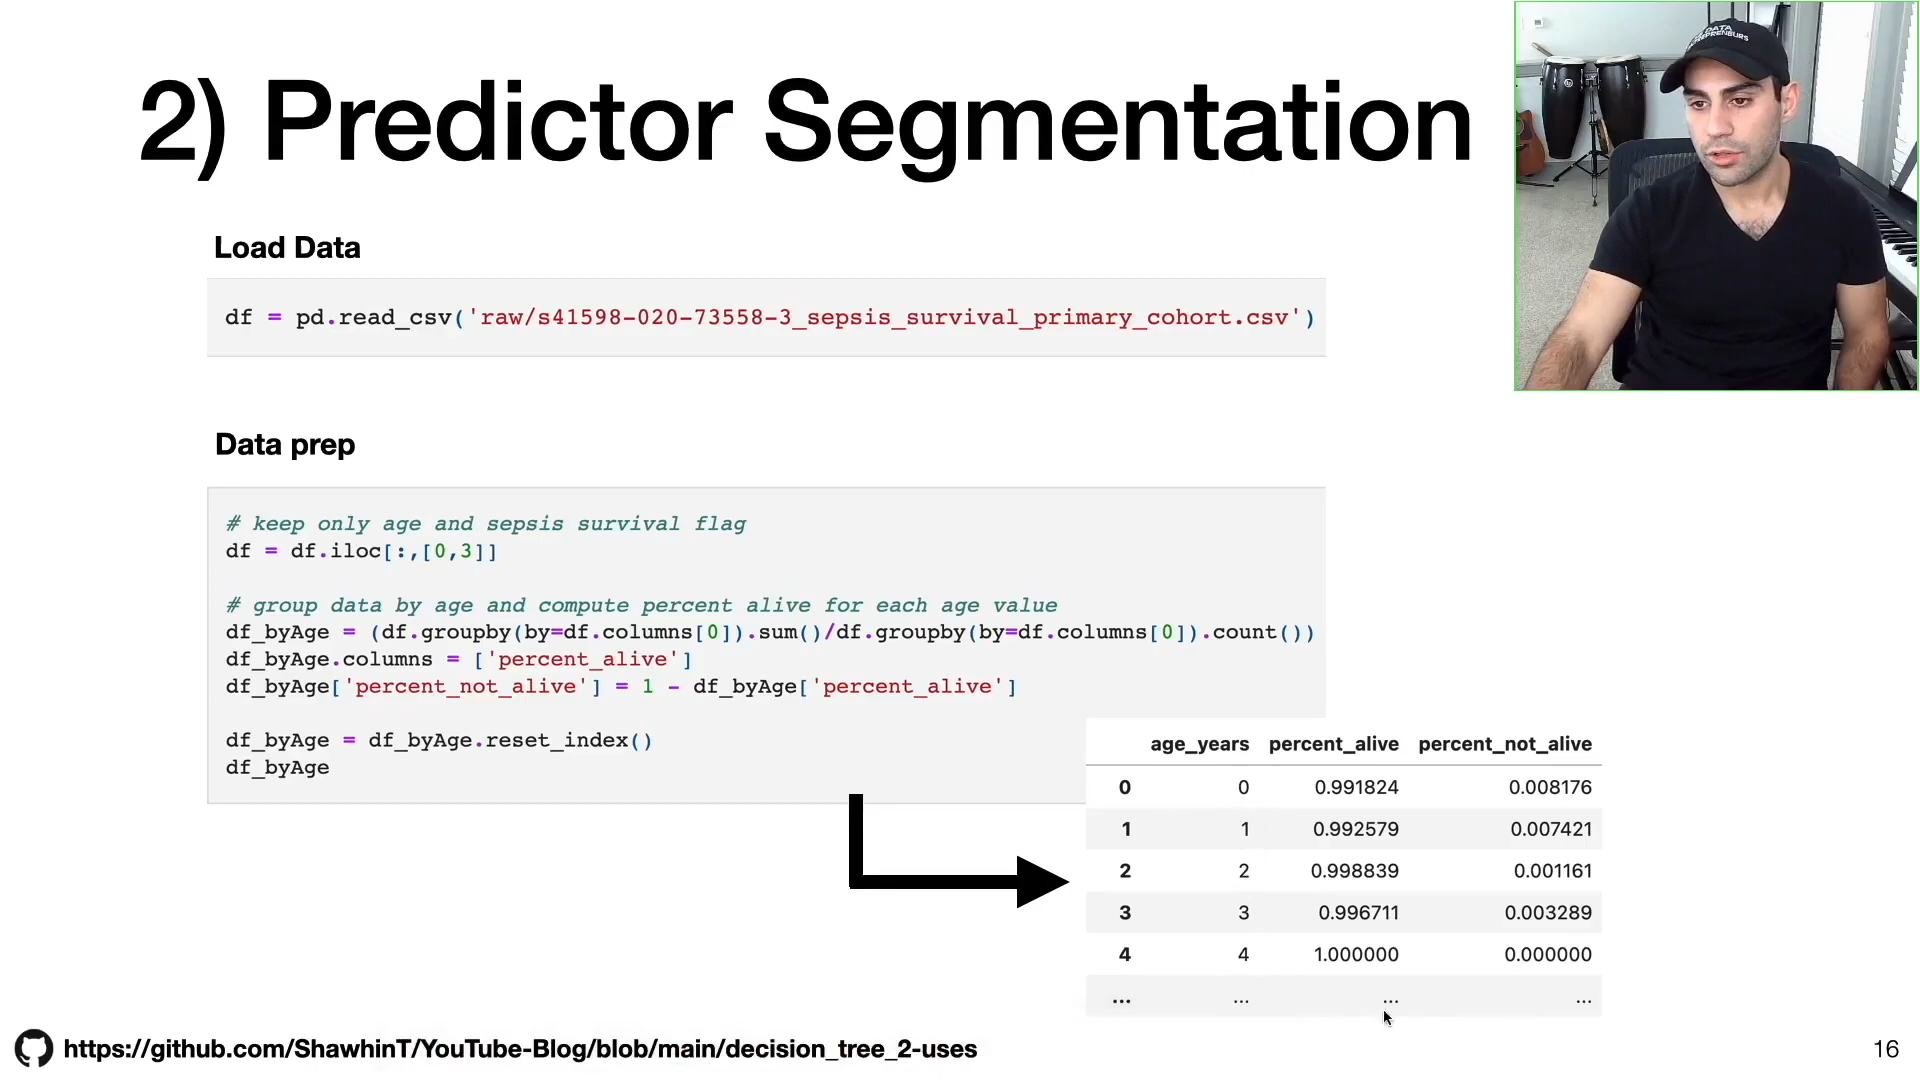 2) Predictor Segmentation
Load Data
df = pd.read_csv('raw/s41598-020-73558-3_sepsis_survival_primary_cohort.csv')
Data prep
# keep only age and sepsis survival flag
df = df.iloc[:,[0,3]]
# group data by age and compute percent alive for each age value
df_byAge = (df.groupby(by=df.columns[0]).sum()/df.groupby(by=df.columns[0]).count())
df_byAge.columns = ['percent_alive']
df_byAge['percent_not_alive'] = 1 - df_byAge['percent_alive']
df_byAge = df_byAge.reset_index()
df_byAge
age_years percent_alive percent_not_alive
0 0 0.991824 0.008176
1 1 0.992579 0.007421
2 2 0.998839 0.001161
3 3 0.996711 0.003289
4 4 1.000000 0.000000
... ... ... ...
https://github.com/ShawhinT/YouTube-Blog/blob/main/decision_tree_2-uses
16